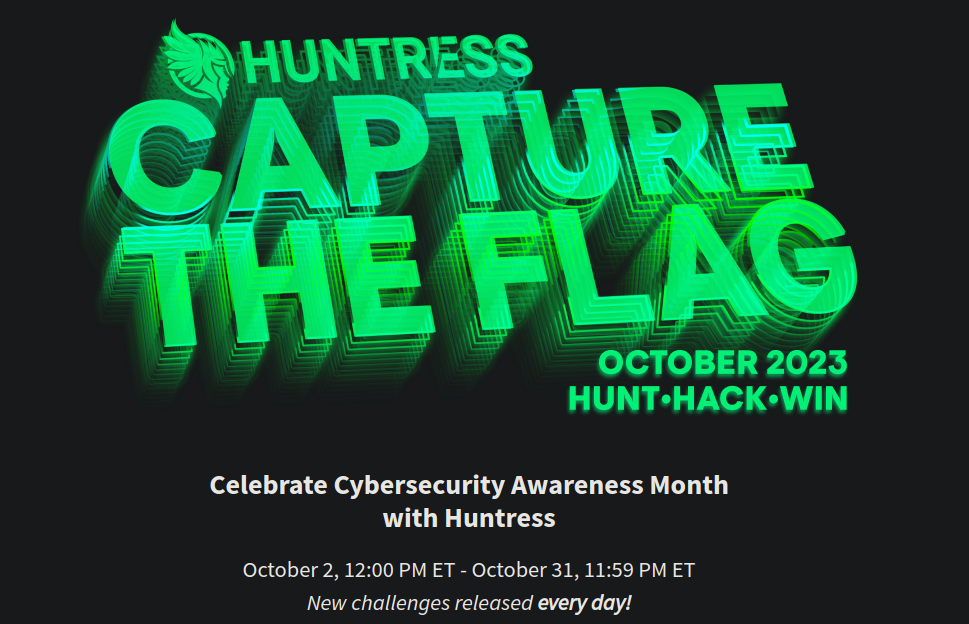 HUNTRESS
CAPTURE
THE FLAG
OCTOBER 2023
HUNT•HACK•WIN
Celebrate Cybersecurity Awareness Month
with Huntress
October 2, 12:00 PM ET - October 31, 11:59 PM ET
New challenges released every day!